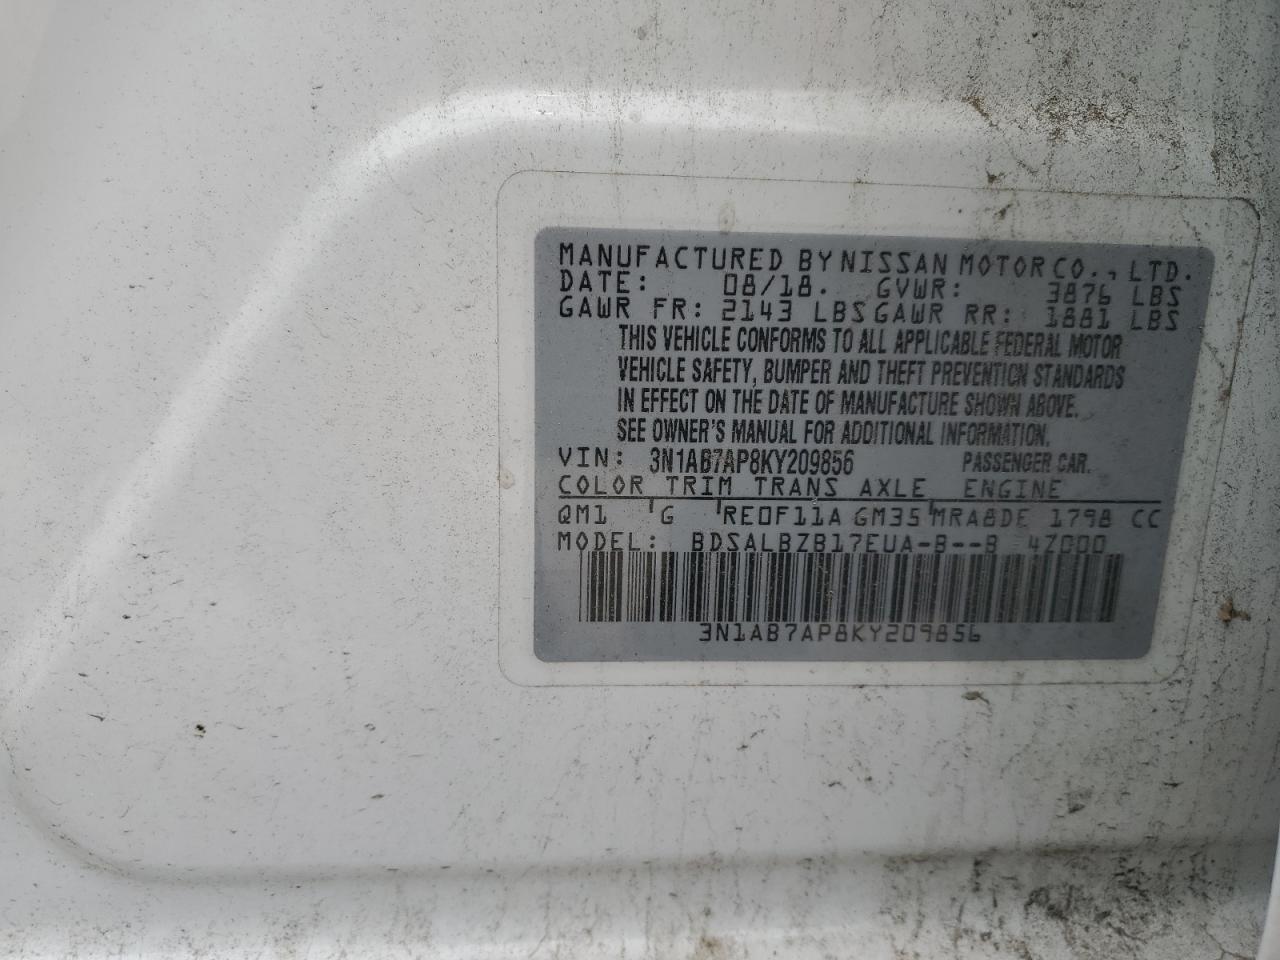 MANUFACTURED BY NISSAN MOTOR CO., LTD.
DATE: 08/18. GVWR: 3876 LBS
GAWR FR: 2143 LBS GAWR RR: 1881 LBS
THIS VEHICLE CONFORMS TO ALL APPLICABLE FEDERAL MOTOR
VEHICLE SAFETY, BUMPER AND THEFT PREVENTION STANDARDS
IN EFFECT ON THE DATE OF MANUFACTURE SHOWN ABOVE.
SEE OWNER'S MANUAL FOR ADDITIONAL INFORMATION.
VIN: 3N1AB7AP8KY209856 PASSENGER CAR.
COLOR TRIM TRANS AXLE ENGINE
QM1 G RE0F11A GM35 MRA8DE 1798 CC
MODEL: BDSALBZB17EUA-B--B 4Z000
3N1AB7AP8KY209856